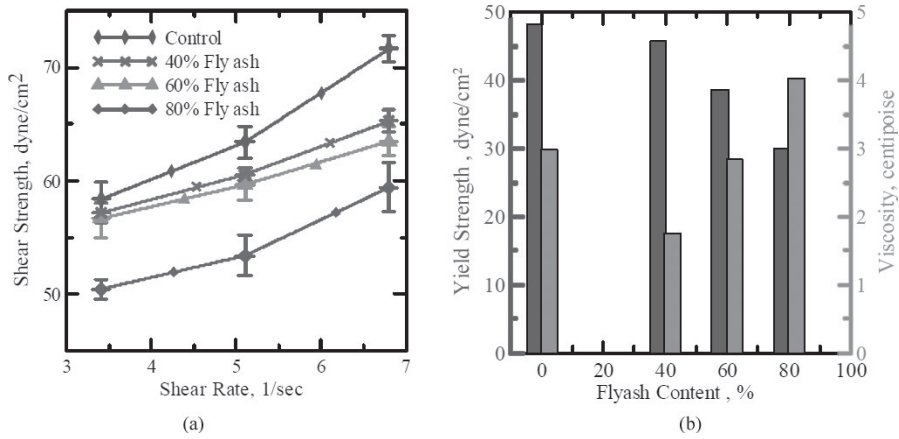 Shear Strength, dyne/cm²
70
60
50
Control
40% Fly ash
60% Fly ash
80% Fly ash
3 4 5 6 7
Shear Rate, 1/sec
(a)
Yield Strength , dyne/cm²
50
40
30
20
10
0
5
4
3
2
1
0
Viscosity, centipoise
0 20 40 60 80 100
Flyash Content , %
(b)